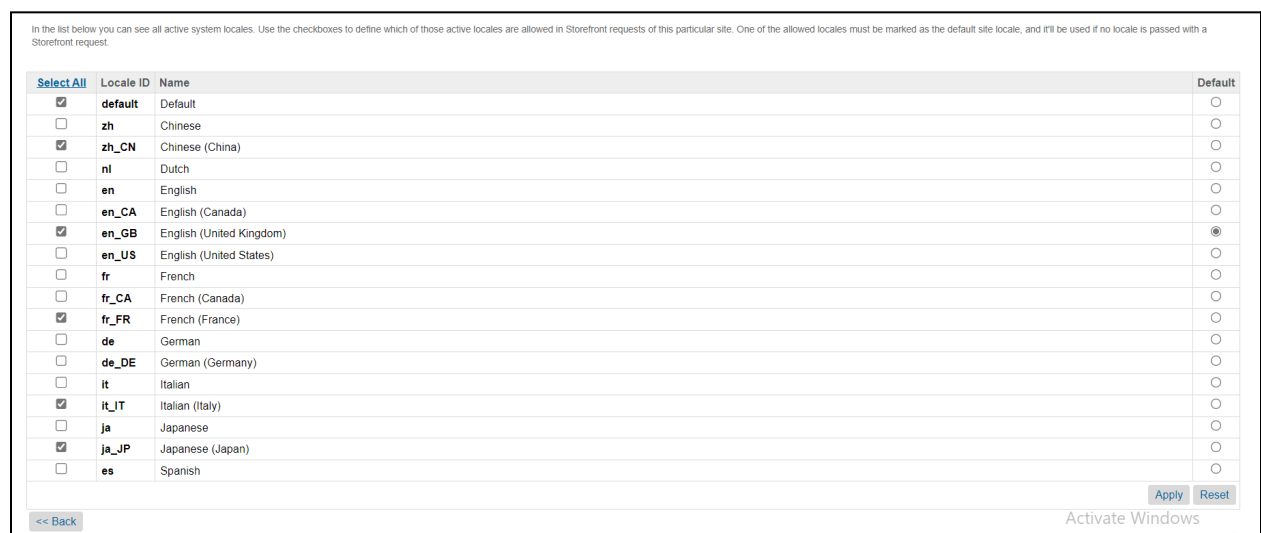 In the list below you can see all active system locales. Use the checkboxes to define which of those active locales are allowed in Storefront requests of this particular site. One of the allowed locales must be marked as the default site locale, and it'll be used if no locale is passed with a
Storefront request.
Select All Locale ID Name Default
default Default
zh Chinese
zh_CN Chinese (China)
nl Dutch
en English
en_CA English (Canada)
en_GB English (United Kingdom)
en_US English (United States)
fr French
fr_CA French (Canada)
fr_FR French (France)
de German
de_DE German (Germany)
it Italian
it_IT Italian (Italy)
ja Japanese
ja_JP Japanese (Japan)
es Spanish
Apply Reset
<< Back
Activate Windows